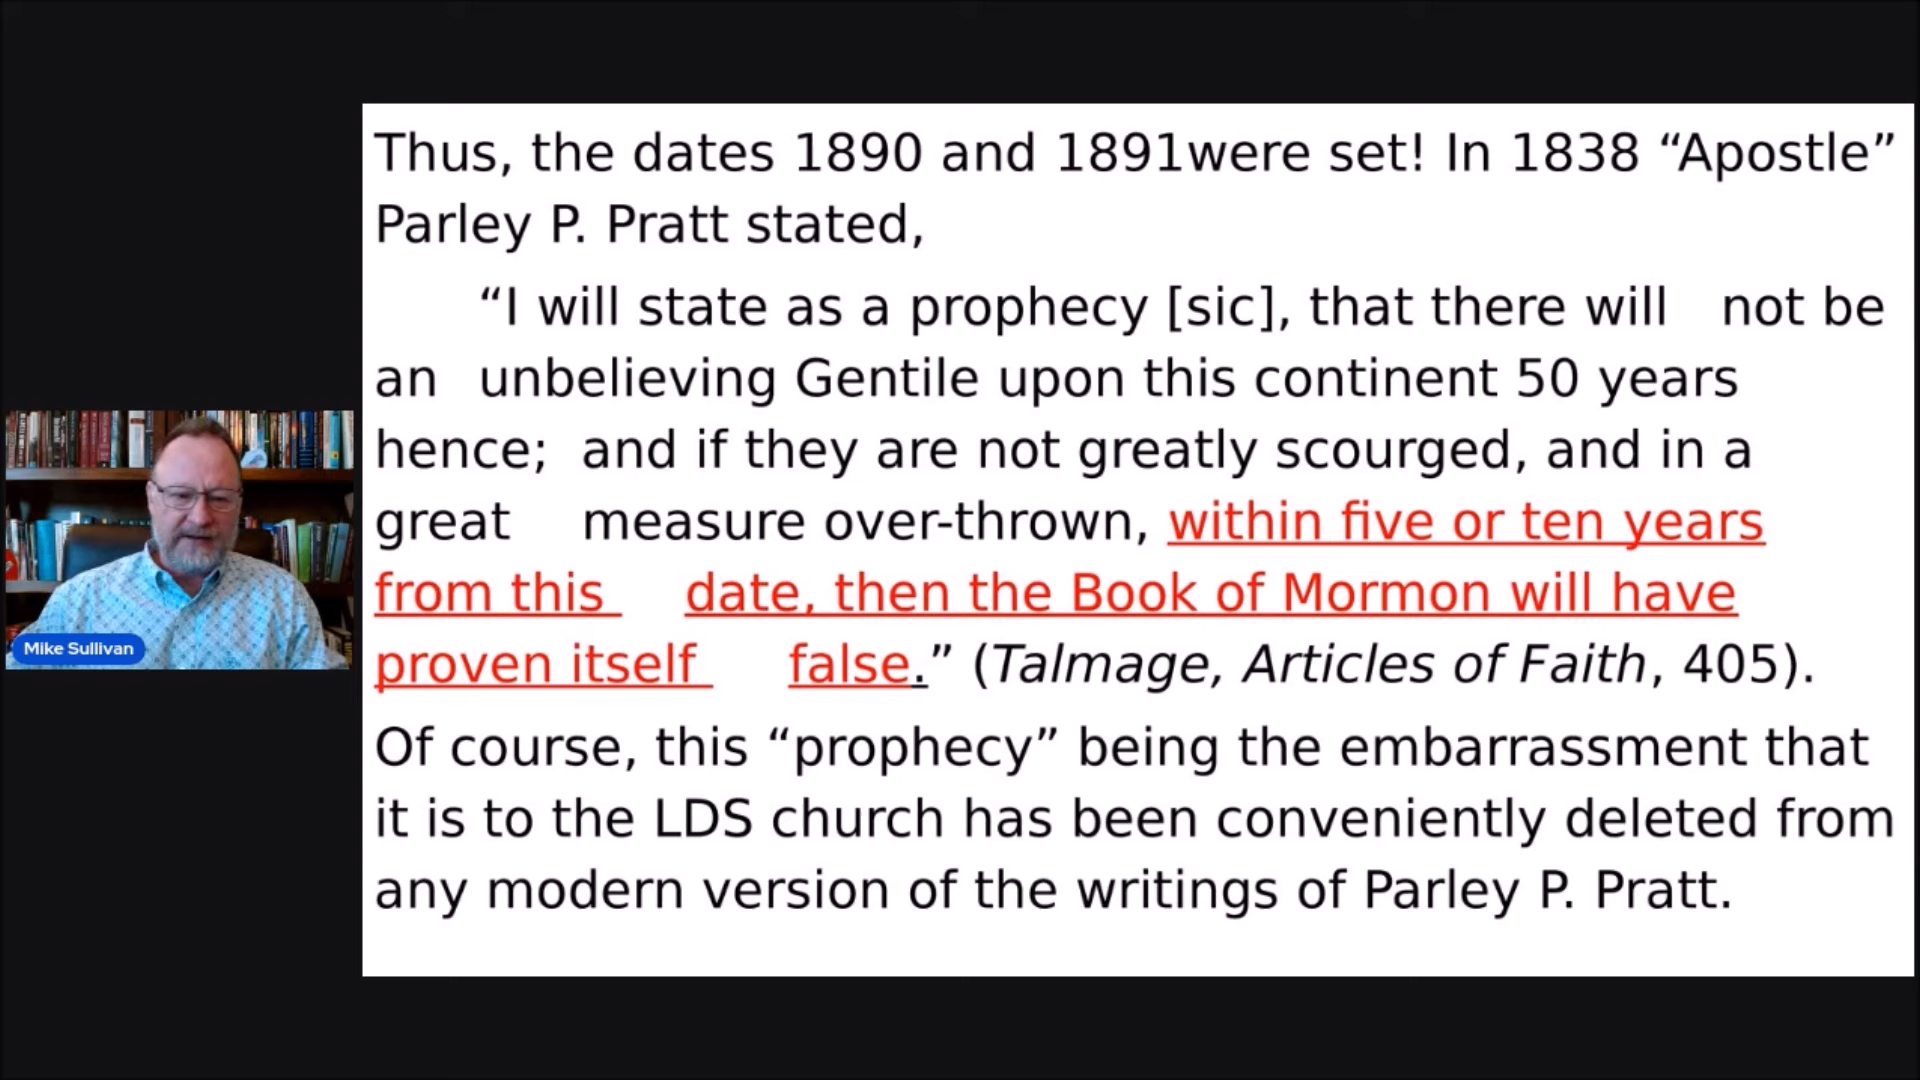 Thus, the dates 1890 and 1891were set! In 1838 “Apostle”
Parley P. Pratt stated,
“I will state as a prophecy [sic], that there will not be
an unbelieving Gentile upon this continent 50 years
hence; and if they are not greatly scourged, and in a
great measure over-thrown, within five or ten years
from this date, then the Book of Mormon will have
proven itself false.” (Talmage, Articles of Faith, 405).
Of course, this “prophecy” being the embarrassment that
it is to the LDS church has been conveniently deleted from
any modern version of the writings of Parley P. Pratt.
Mike Sullivan